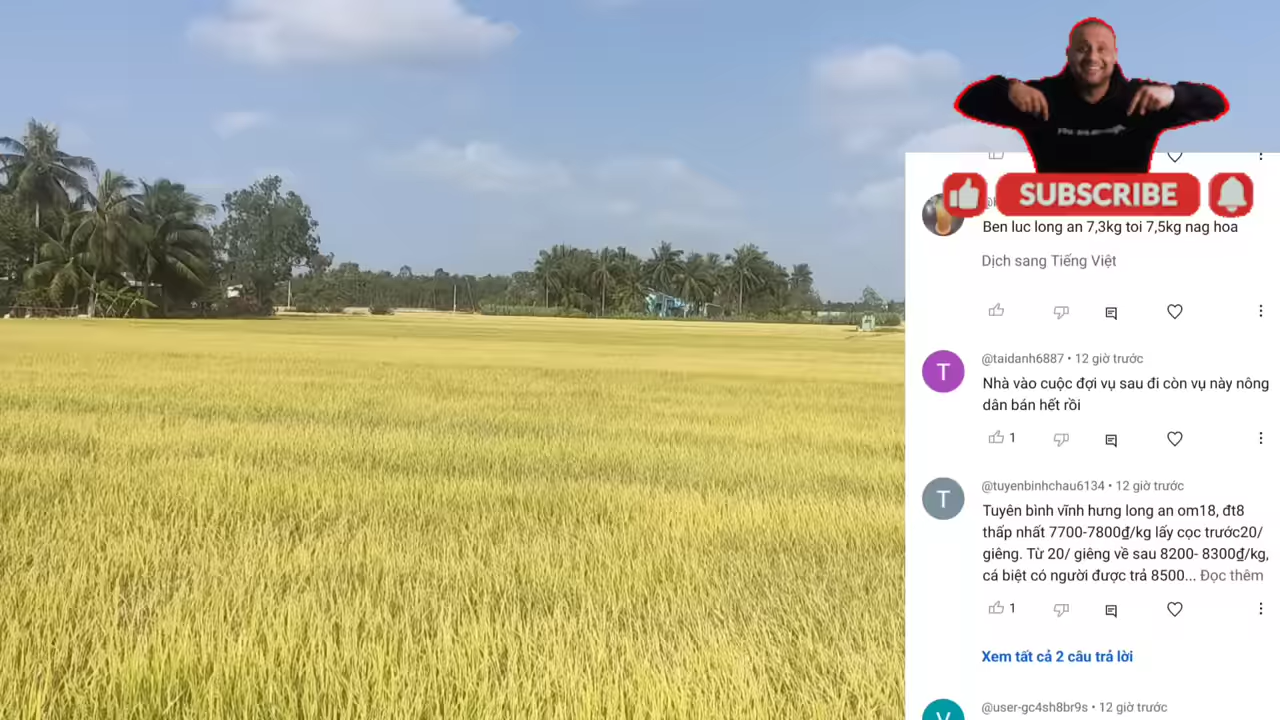 SUBSCRIBE
Ben luc long an 7,3kg toi 7,5kg nag hoa
Dịch sang Tiếng Việt
T
@taidanh6887 • 12 giờ trước
Nhà vào cuộc đợi vụ sau đi còn vụ này nông
dân bán hết rồi
1
T
@tuyenbinhchau6134 • 12 giờ trước
Tuyên bình vĩnh hưng long an om18, đt8
thấp nhất 7700-7800₫/kg lấy cọc trước20/
giêng. Từ 20/ giêng về sau 8200- 8300₫/kg,
cá biệt có người được trả 8500... Đọc thêm
1
Xem tất cả 2 câu trả lời
@user-gc4sh8br9s • 12 giờ trước